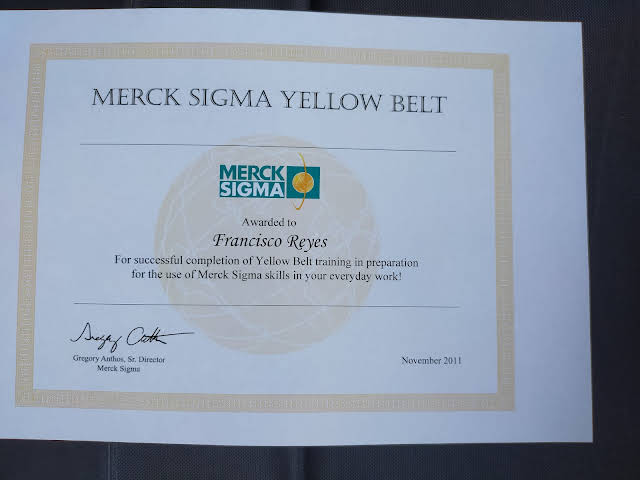 MERCK SIGMA YELLOW BELT
MERCK
SIGMA
Awarded to
Francisco Reyes
For successful completion of Yellow Belt training in preparation
for the use of Merck Sigma skills in your everyday work!
Gregory Anthos, Sr. Director
Merck Sigma
November 2011